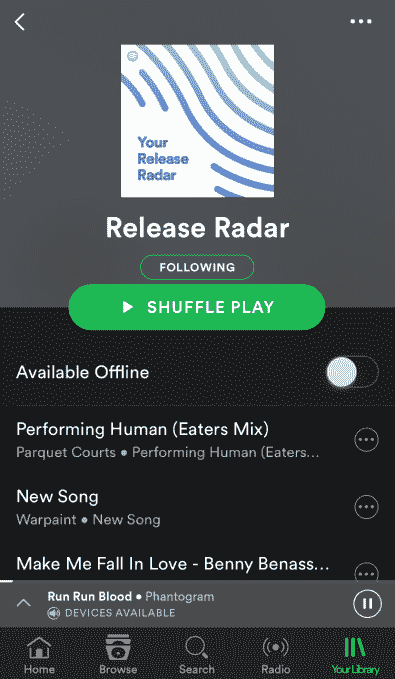 Your
Release
Radar
Release Radar
FOLLOWING
SHUFFLE PLAY
Available Offline
Performing Human (Eaters Mix)
Parquet Courts • Performing Human (Eaters...
New Song
Warpaint • New Song
Make Me Fall In Love - Benny Benass...
Run Run Blood • Phantogram
DEVICES AVAILABLE
Home Browse Search Radio Your Library